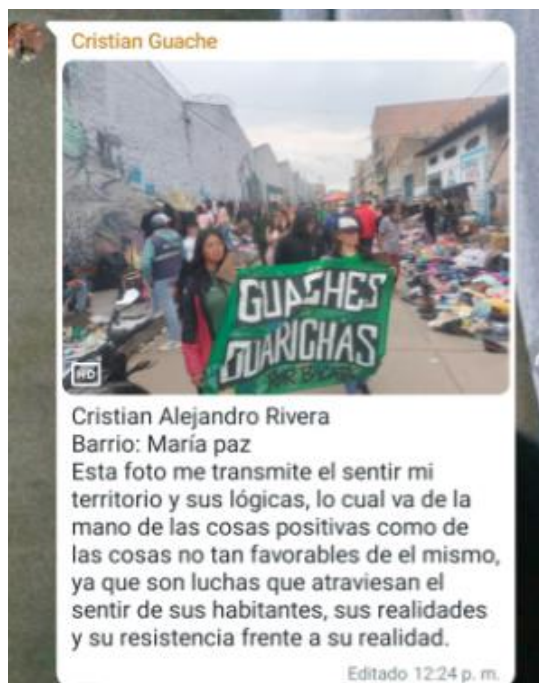 Cristian Guache
GUACHES
GUARICHAS
POR BACATÁ
HD
Cristian Alejandro Rivera
Barrio: María paz
Esta foto me transmite el sentir mi
territorio y sus lógicas, lo cual va de la
mano de las cosas positivas como de
las cosas no tan favorables de el mismo,
ya que son luchas que atraviesan el
sentir de sus habitantes, sus realidades
y su resistencia frente a su realidad.
Editado 12:24 p. m.